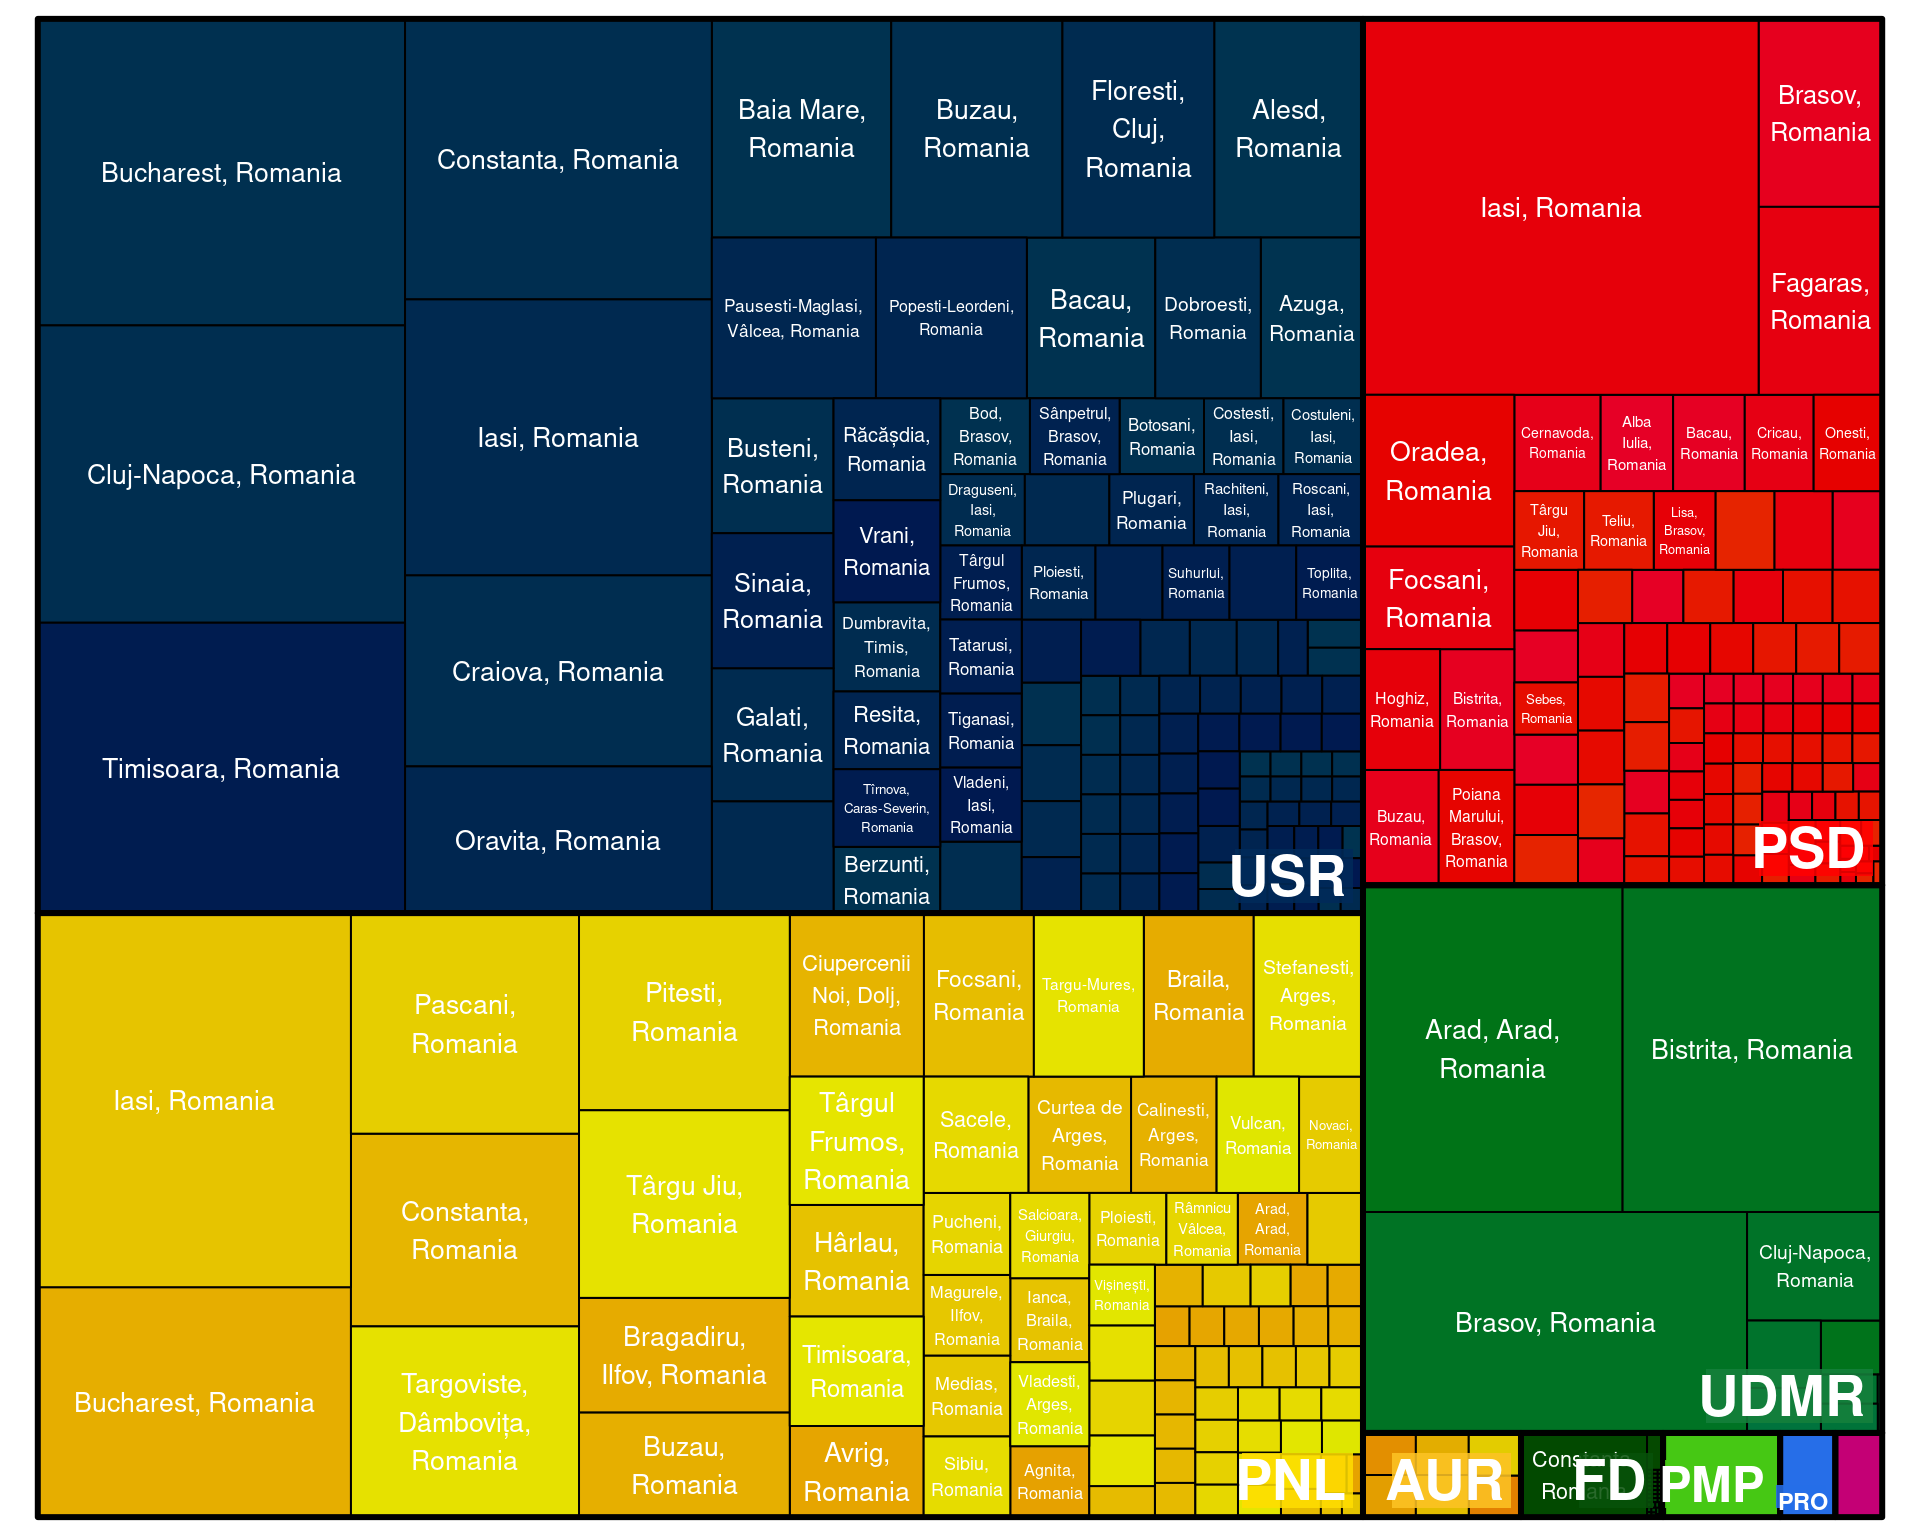 Bucharest, Romania
Cluj-Napoca, Romania
Timisoara, Romania
Constanta, Romania
Iasi, Romania
Craiova, Romania
Oravita, Romania
Baia Mare,
Romania
Buzau,
Romania
Floresti,
Cluj,
Romania
Alesd,
Romania
Pausesti-Maglasi,
Vâlcea, Romania
Popesti-Leordeni,
Romania
Bacau,
Romania
Dobroesti,
Romania
Azuga,
Romania
Busteni,
Romania
Sinaia,
Romania
Galati,
Romania
Răcășdia,
Romania
Vrani,
Romania
Dumbravita,
Timis,
Romania
Resita,
Romania
Tîrnova,
Caras-Severin,
Romania
Berzunti,
Romania
Bod,
Brasov,
Romania
Sânpetrul,
Brasov,
Romania
Botosani,
Romania
Costesti,
Iasi,
Romania
Costuleni,
Iasi,
Romania
Draguseni,
Iasi,
Romania
Plugari,
Romania
Rachiteni,
Iasi,
Romania
Roscani,
Iasi,
Romania
Târgul
Frumos,
Romania
Ploiesti,
Romania
Suhurlui,
Romania
Toplita,
Romania
Tatarusi,
Romania
Tiganasi,
Romania
Vladeni,
Iasi,
Romania
USR
Iasi, Romania
Brasov,
Romania
Fagaras,
Romania
Oradea,
Romania
Focsani,
Romania
Hoghiz,
Romania
Bistrita,
Romania
Buzau,
Romania
Poiana
Marului,
Brasov,
Romania
Cernavoda,
Romania
Alba
Iulia,
Romania
Bacau,
Romania
Cricau,
Romania
Onesti,
Romania
Târgu
Jiu,
Romania
Teliu,
Romania
Lisa,
Brasov,
Romania
Sebes,
Romania
PSD
Iasi, Romania
Bucharest, Romania
Pascani,
Romania
Constanta,
Romania
Targoviste,
Dâmbovița,
Romania
Pitesti,
Romania
Târgu Jiu,
Romania
Bragadiru,
Ilfov, Romania
Buzau,
Romania
Ciupercenii
Noi, Dolj,
Romania
Târgul
Frumos,
Romania
Hârlau,
Romania
Timisoara,
Romania
Avrig,
Romania
Focsani,
Romania
Targu-Mures,
Romania
Braila,
Romania
Stefanesti,
Arges,
Romania
Sacele,
Romania
Curtea de
Arges,
Romania
Calinesti,
Arges,
Romania
Vulcan,
Romania
Novaci,
Romania
Pucheni,
Romania
Magurele,
Ilfov,
Romania
Medias,
Romania
Sibiu,
Romania
Salcioara,
Giurgiu,
Romania
Ianca,
Braila,
Romania
Vladesti,
Arges,
Romania
Agnita,
Romania
Ploiesti,
Romania
Râmnicu
Vâlcea,
Romania
Arad,
Arad,
Romania
Vișinești,
Romania
PNL
Arad, Arad,
Romania
Bistrita, Romania
Brasov, Romania
Cluj-Napoca,
Romania
UDMR
AUR
Constanta,
Romania
FD
PMP
PRO